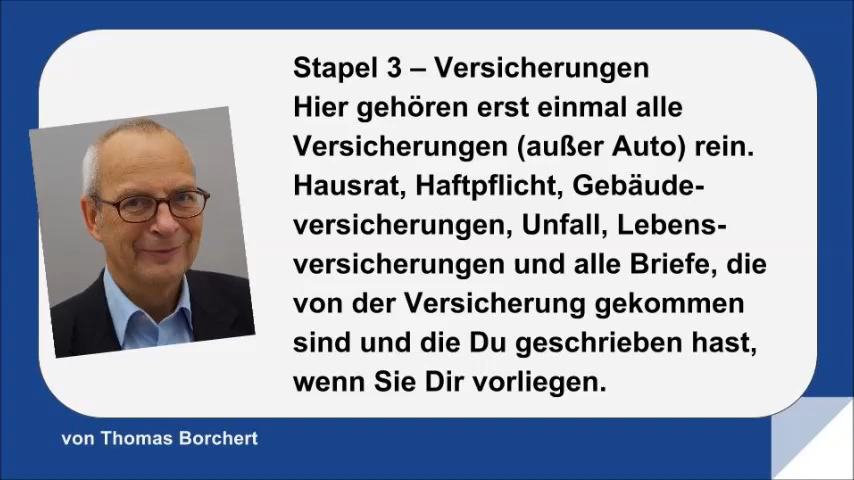 Stapel 3 – Versicherungen
Hier gehören erst einmal alle
Versicherungen (außer Auto) rein.
Hausrat, Haftpflicht, Gebäude-
versicherungen, Unfall, Lebens-
versicherungen und alle Briefe, die
von der Versicherung gekommen
sind und die Du geschrieben hast,
wenn Sie Dir vorliegen.
von Thomas Borchert